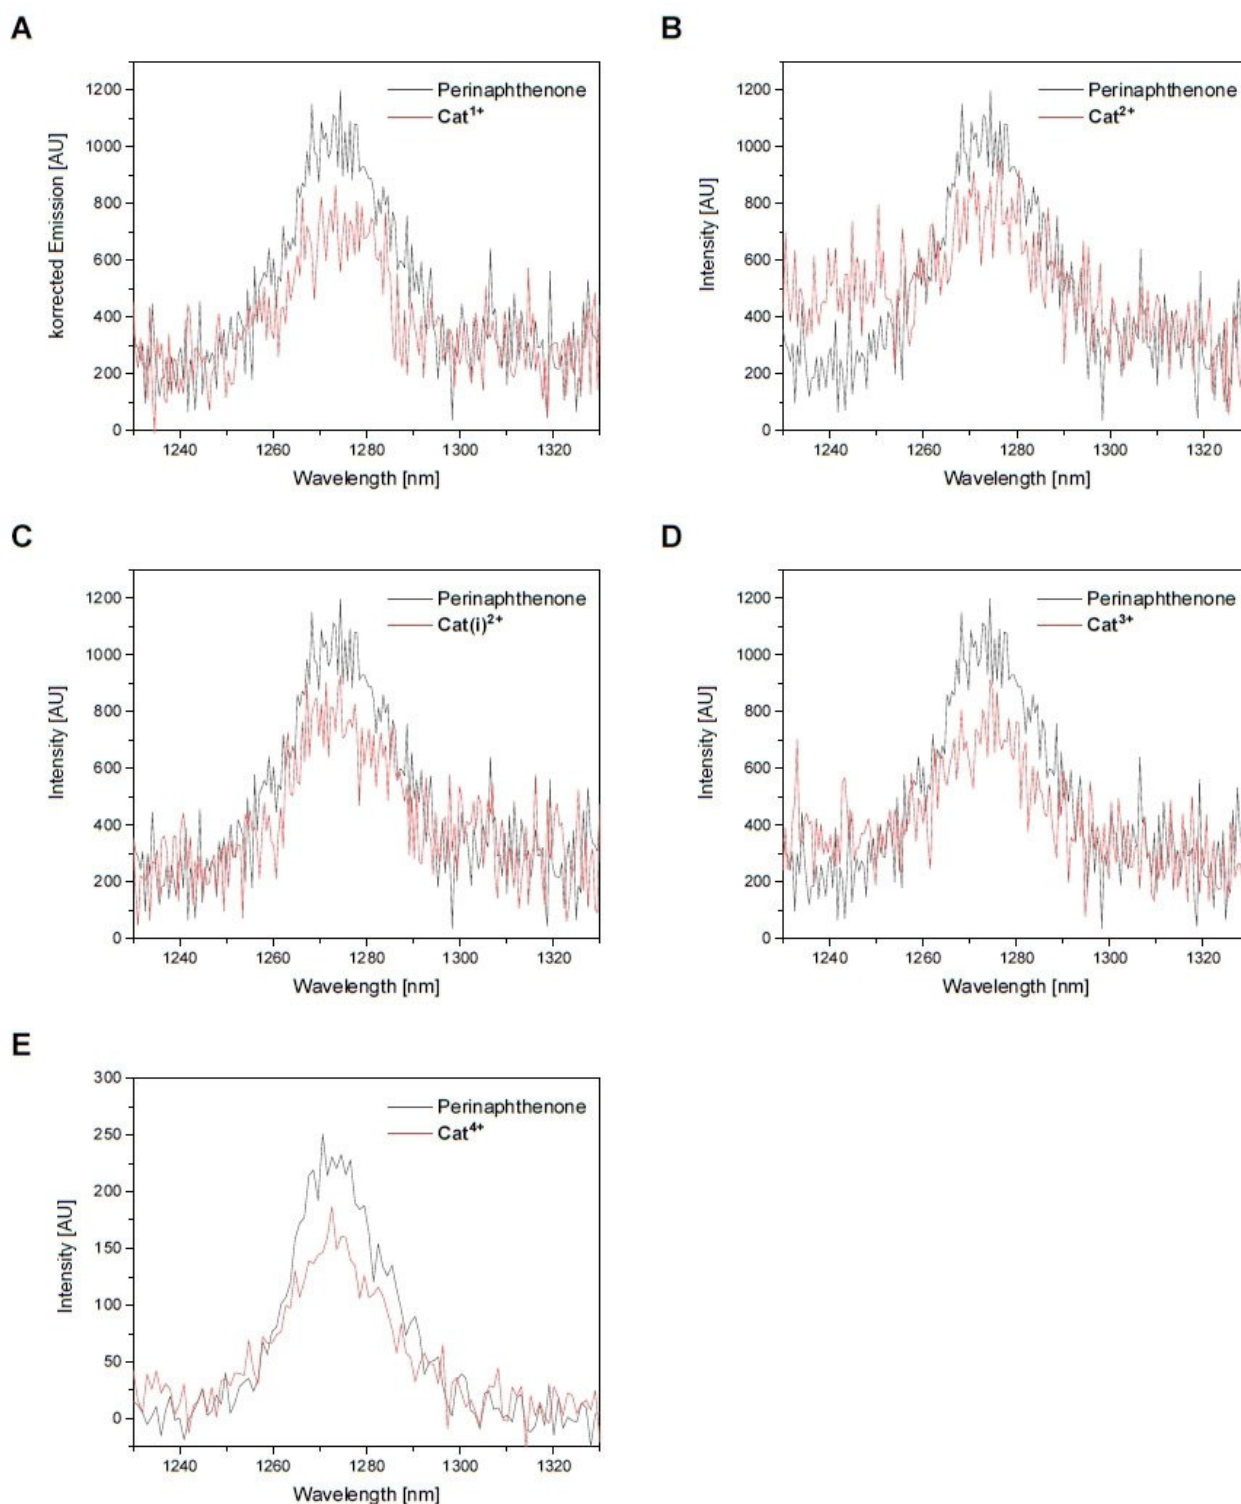 A
1200
1000
800
600
400
200
0
korrected Emission [AU]
Perinaphthenone
Cat¹⁺
1240 1260 1280 1300 1320
Wavelength [nm]
B
1200
1000
800
600
400
200
0
Intensity [AU]
Perinaphthenone
Cat²⁺
1240 1260 1280 1300 1320
Wavelength [nm]
C
1200
1000
800
600
400
200
0
Intensity [AU]
Perinaphthenone
Cat(i)²⁺
1240 1260 1280 1300 1320
Wavelength [nm]
D
1200
1000
800
600
400
200
0
Intensity [AU]
Perinaphthenone
Cat³⁺
1240 1260 1280 1300 1320
Wavelength [nm]
E
300
250
200
150
100
50
0
Intensity [AU]
Perinaphthenone
Cat⁴⁺
1240 1260 1280 1300 1320
Wavelength [nm]